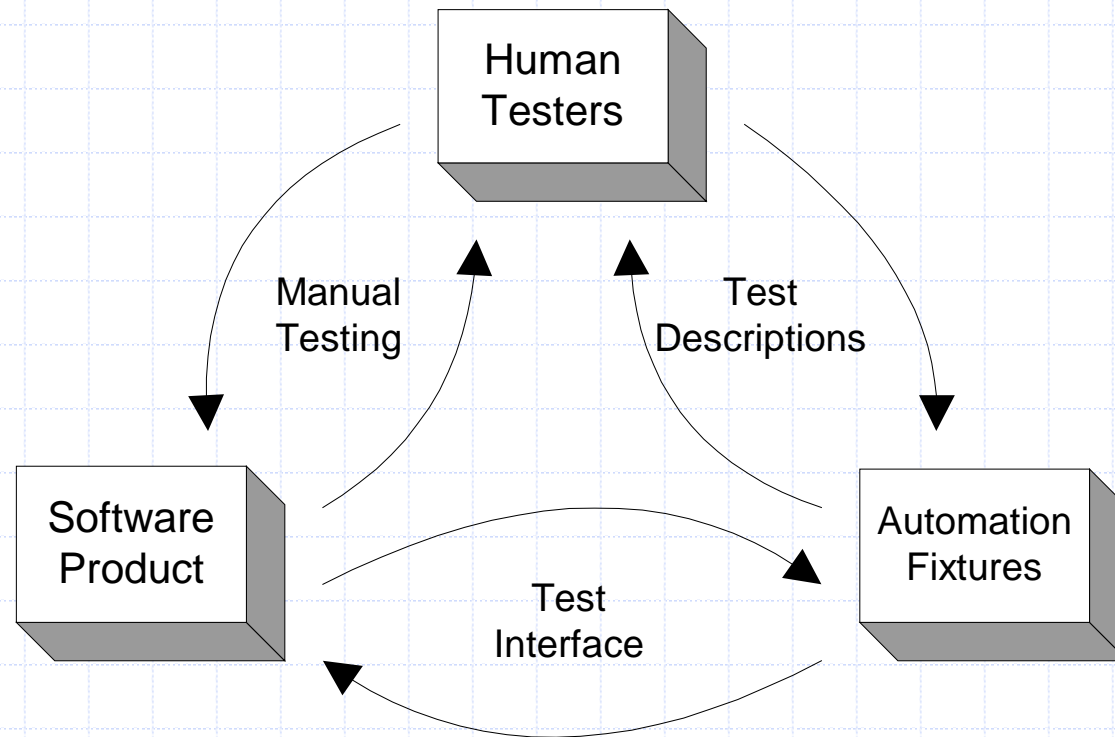 Human
Testers
Manual
Testing
Test
Descriptions
Software
Product
Automation
Fixtures
Test
Interface